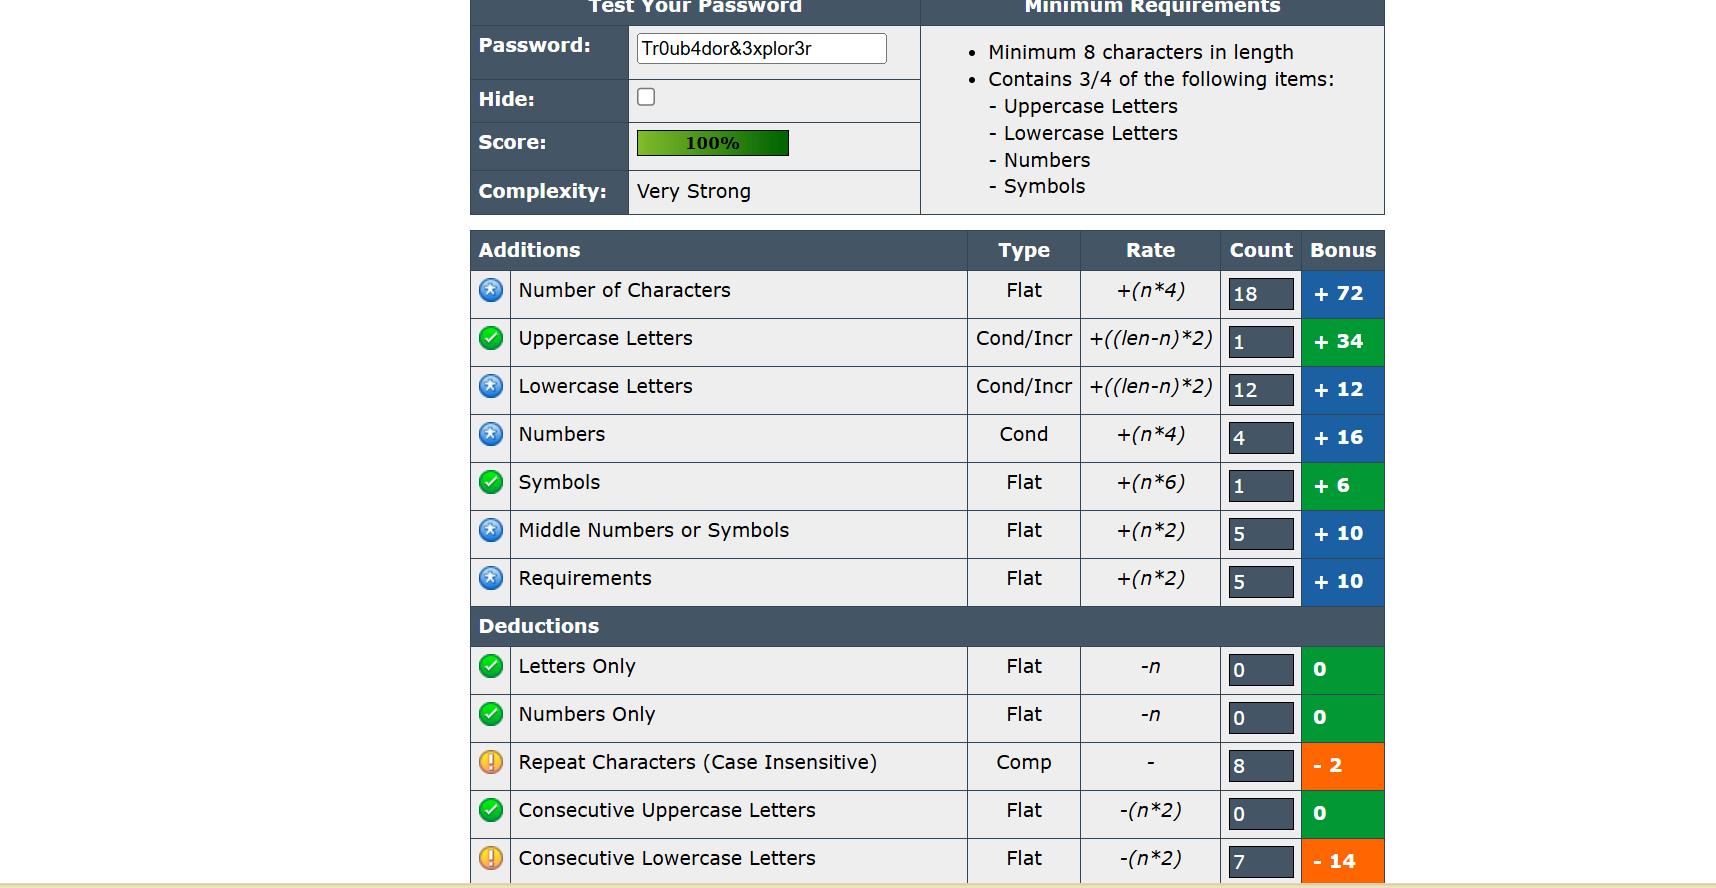 Test Your Password Minimum Requirements
Password: Tr0ub4dor&3xplor3r
Hide:
Score: 100%
Complexity: Very Strong
• Minimum 8 characters in length
• Contains 3/4 of the following items:
- Uppercase Letters
- Lowercase Letters
- Numbers
- Symbols
Additions Type Rate Count Bonus
Number of Characters Flat +(n*4) 18 + 72
Uppercase Letters Cond/Incr +((len-n)*2) 1 + 34
Lowercase Letters Cond/Incr +((len-n)*2) 12 + 12
Numbers Cond +(n*4) 4 + 16
Symbols Flat +(n*6) 1 + 6
Middle Numbers or Symbols Flat +(n*2) 5 + 10
Requirements Flat +(n*2) 5 + 10
Deductions
Letters Only Flat -n 0 0
Numbers Only Flat -n 0 0
Repeat Characters (Case Insensitive) Comp - 8 - 2
Consecutive Uppercase Letters Flat -(n*2) 0 0
Consecutive Lowercase Letters Flat -(n*2) 7 - 14